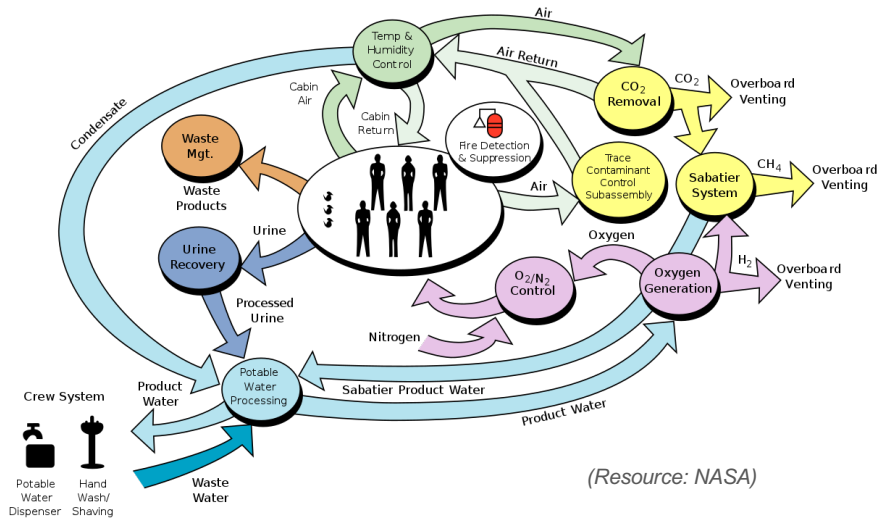 Temp &
Humidity
Control
Air
Air Return
CO2
Removal
CO2
Overboard
Venting
Condensate
Cabin
Air
Cabin
Return
Waste
Mgt.
Waste
Products
Fire Detection
& Suppression
Trace
Contaminant
Control
Subassembly
Air
Sabatier
System
CH4
Overboard
Venting
Urine
Urine
Recovery
Oxygen
O2/N2
Control
Oxygen
Generation
H2
Overboard
Venting
Processed
Urine
Nitrogen
Potable
Water
Processing
Sabatier Product Water
Product Water
Crew System
Product
Water
Potable
Water
Dispenser
Hand
Wash/
Shaving
Waste
Water
(Resource: NASA)